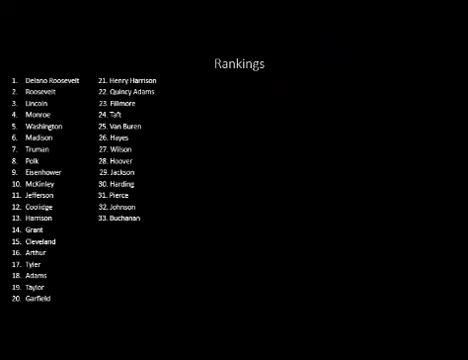 Rankings
1. Delano Roosevelt
2. Roosevelt
3. Lincoln
4. Monroe
5. Washington
6. Madison
7. Truman
8. Polk
9. Eisenhower
10. McKinley
11. Jefferson
12. Coolidge
13. Harrison
14. Grant
15. Cleveland
16. Arthur
17. Tyler
18. Adams
19. Taylor
20. Garfield
21. Henry Harrison
22. Quincy Adams
23. Fillmore
24. Taft
25. Van Buren
26. Hayes
27. Wilson
28. Hoover
29. Jackson
30. Harding
31. Pierce
32. Johnson
33. Buchanan